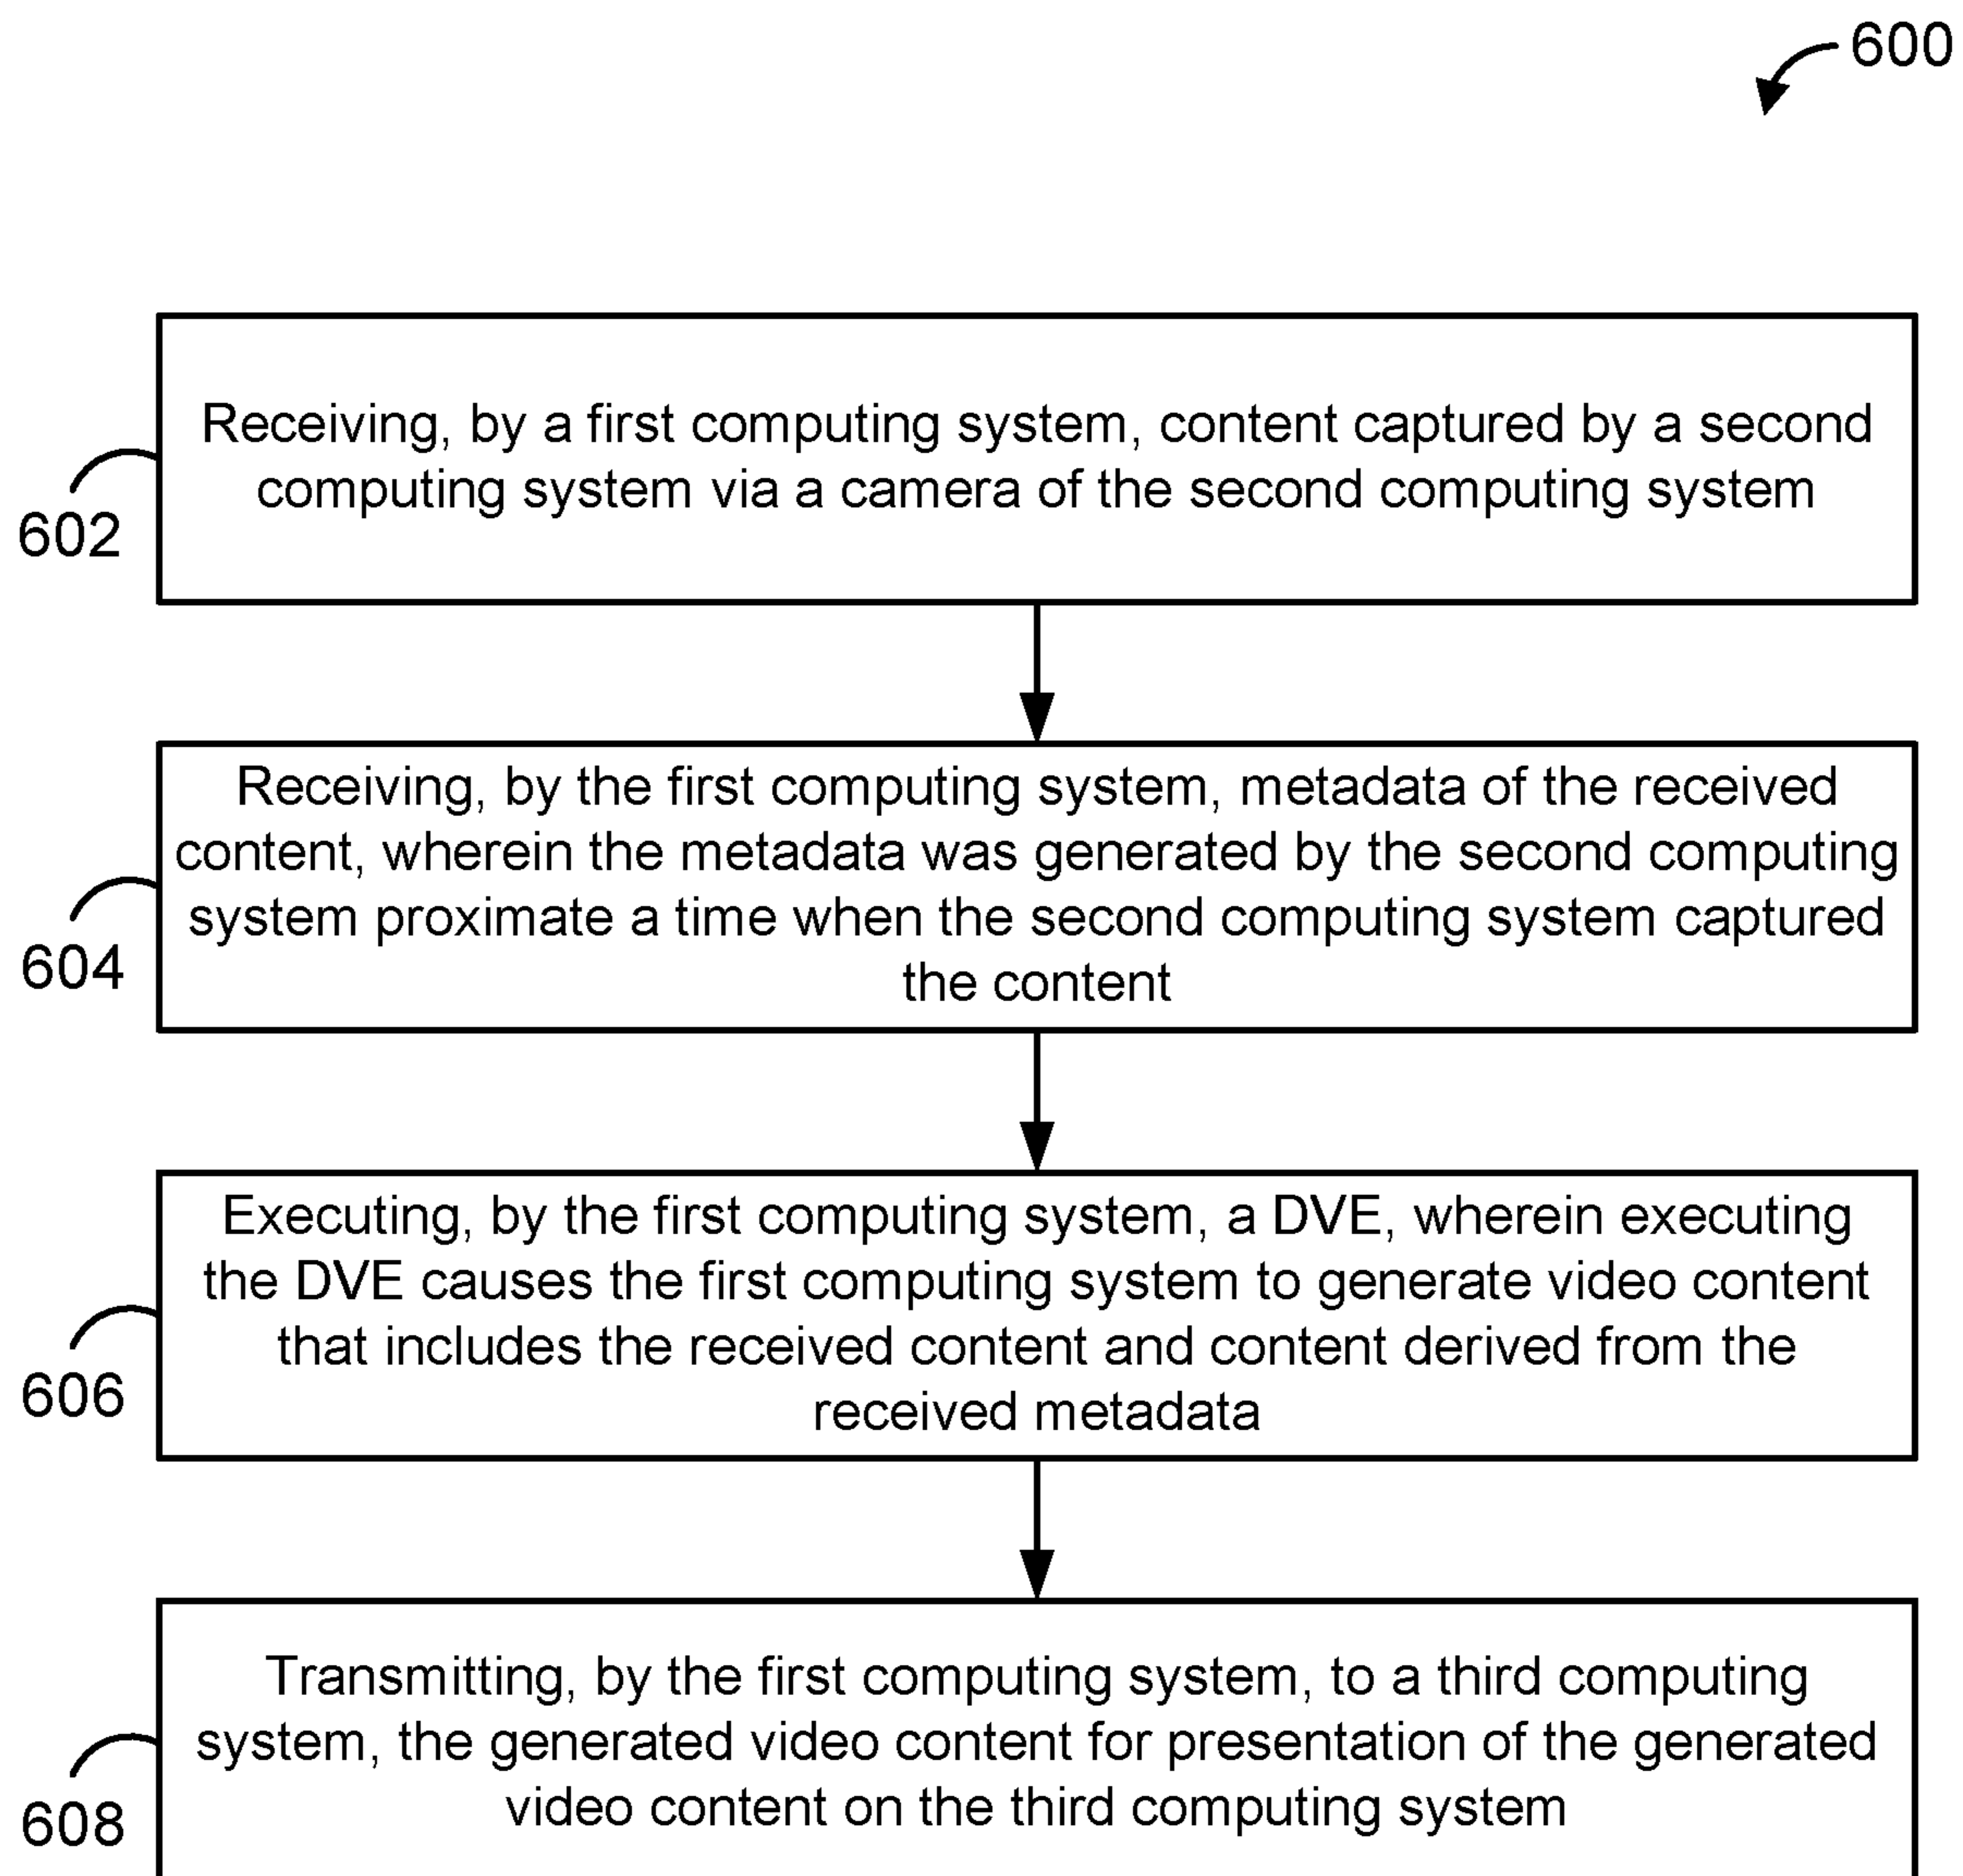 600
Receiving, by a first computing system, content captured by a second
computing system via a camera of the second computing system
602
Receiving, by the first computing system, metadata of the received
content, wherein the metadata was generated by the second computing
system proximate a time when the second computing system captured
the content
604
Executing, by the first computing system, a DVE, wherein executing
the DVE causes the first computing system to generate video content
that includes the received content and content derived from the
received metadata
606
Transmitting, by the first computing system, to a third computing
system, the generated video content for presentation of the generated
video content on the third computing system
608